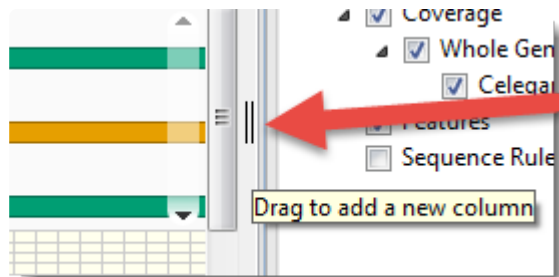 Coverage
Whole Gen
Celegar
Features
Sequence Rule
Drag to add a new column